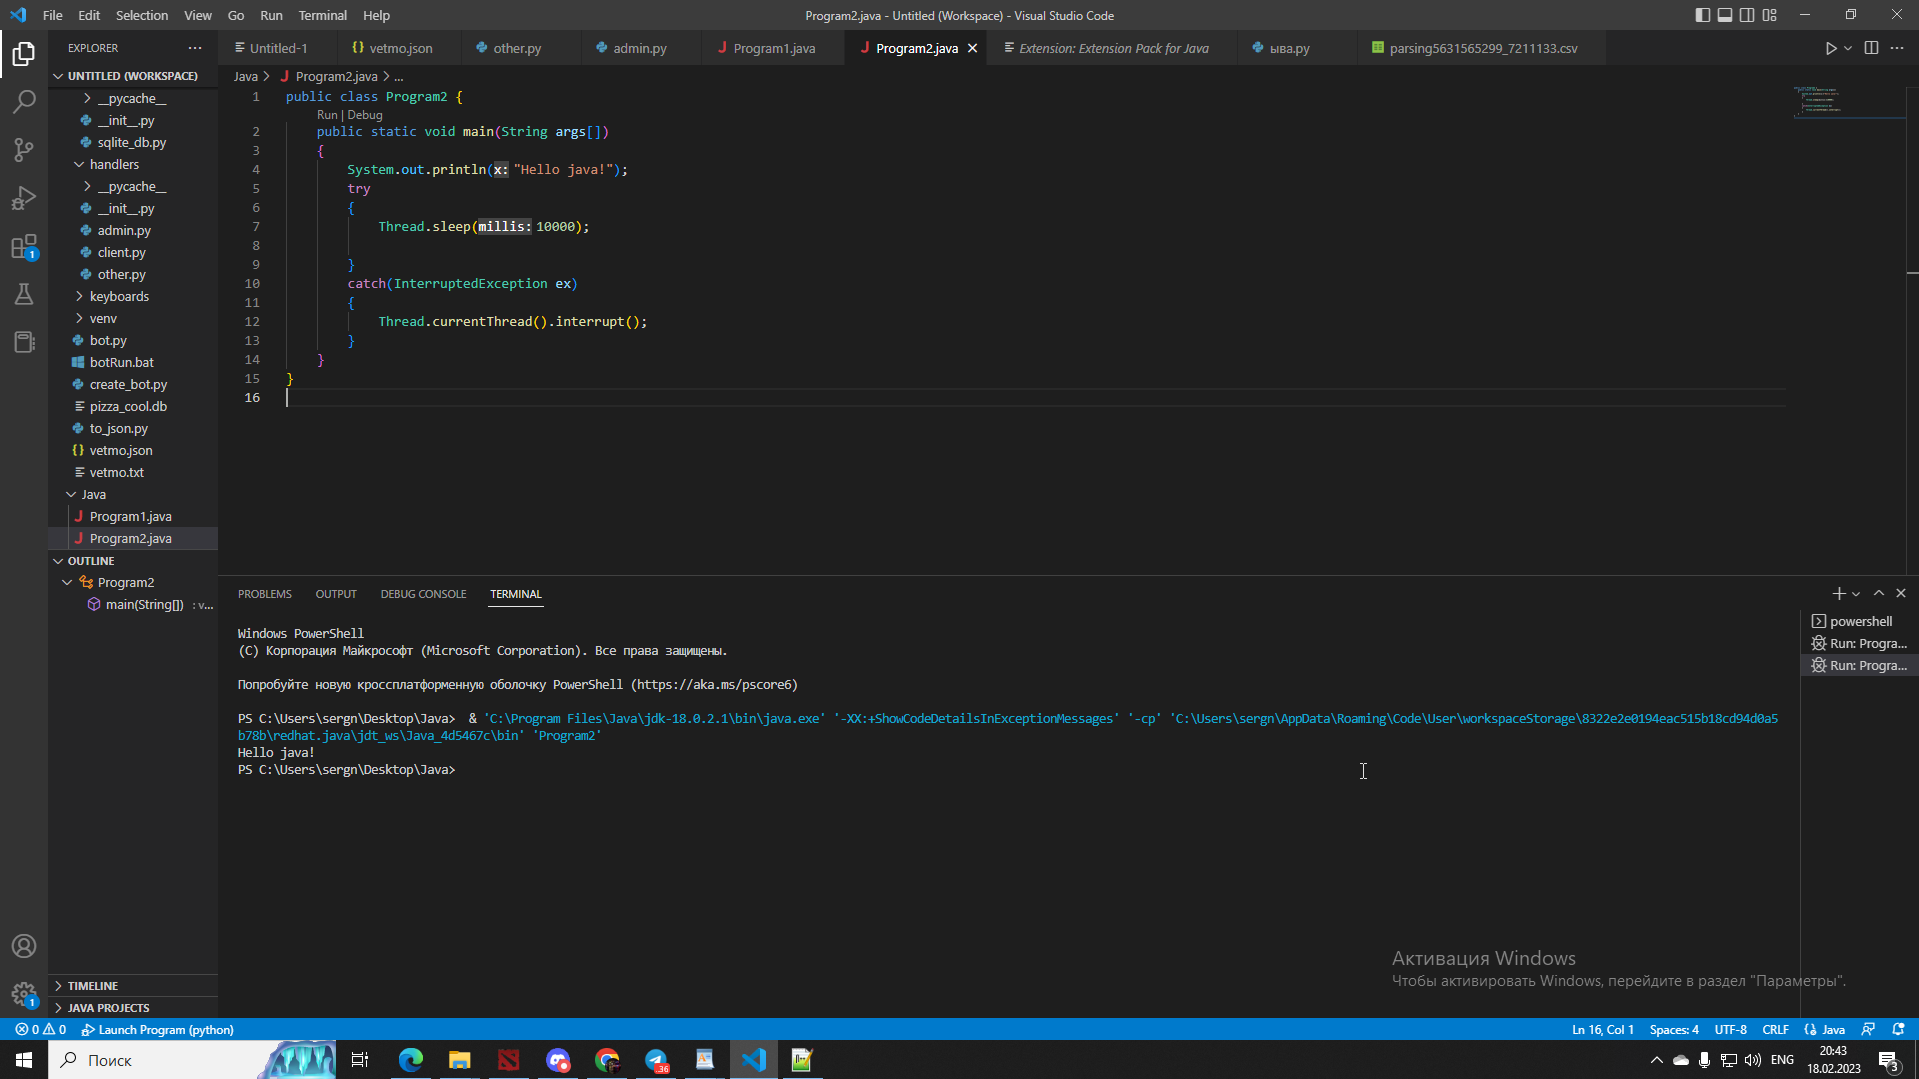 File Edit Selection View Go Run Terminal Help
Program2.java - Untitled (Workspace) - Visual Studio Code
EXPLORER ...
Untitled-1 vetmo.json other.py admin.py Program1.java Program2.java Extension: Extension Pack for Java ыва.py parsing5631565299_7211133.csv
UNTITLED (WORKSPACE)
__pycache__
__init__.py
sqlite_db.py
handlers
__pycache__
__init__.py
admin.py
client.py
other.py
keyboards
venv
bot.py
botRun.bat
create_bot.py
pizza_cool.db
to_json.py
vetmo.json
vetmo.txt
Java
Program1.java
Program2.java
OUTLINE
Program2
main(String[]) : v...
TIMELINE
JAVA PROJECTS
Java > Program2.java > ...
1 public class Program2 {
Run | Debug
2 public static void main(String args[])
3 {
4 System.out.println(x: "Hello java!");
5 try
6 {
7 Thread.sleep(millis: 10000);
8
9 }
10 catch(InterruptedException ex)
11 {
12 Thread.currentThread().interrupt();
13 }
14 }
15 }
16
PROBLEMS OUTPUT DEBUG CONSOLE TERMINAL
Windows PowerShell
(C) Корпорация Майкрософт (Microsoft Corporation). Все права защищены.
Попробуйте новую кроссплатформенную оболочку PowerShell (https://aka.ms/pscore6)
PS C:\Users\sergn\Desktop\Java> & 'C:\Program Files\Java\jdk-18.0.2.1\bin\java.exe' '-XX:+ShowCodeDetailsInExceptionMessages' '-cp' 'C:\Users\sergn\AppData\Roaming\Code\User\workspaceStorage\8322e2e0194eac515b18cd94d0a5
b78b\redhat.java\jdt_ws\Java_4d5467c\bin' 'Program2'
Hello java!
PS C:\Users\sergn\Desktop\Java>
powershell
Run: Progra...
Run: Progra...
Активация Windows
Чтобы активировать Windows, перейдите в раздел "Параметры".
1
1
0 0 Launch Program (python)
Ln 16, Col 1 Spaces: 4 UTF-8 CRLF Java
Поиск
36
ENG
20:43
18.02.2023
3